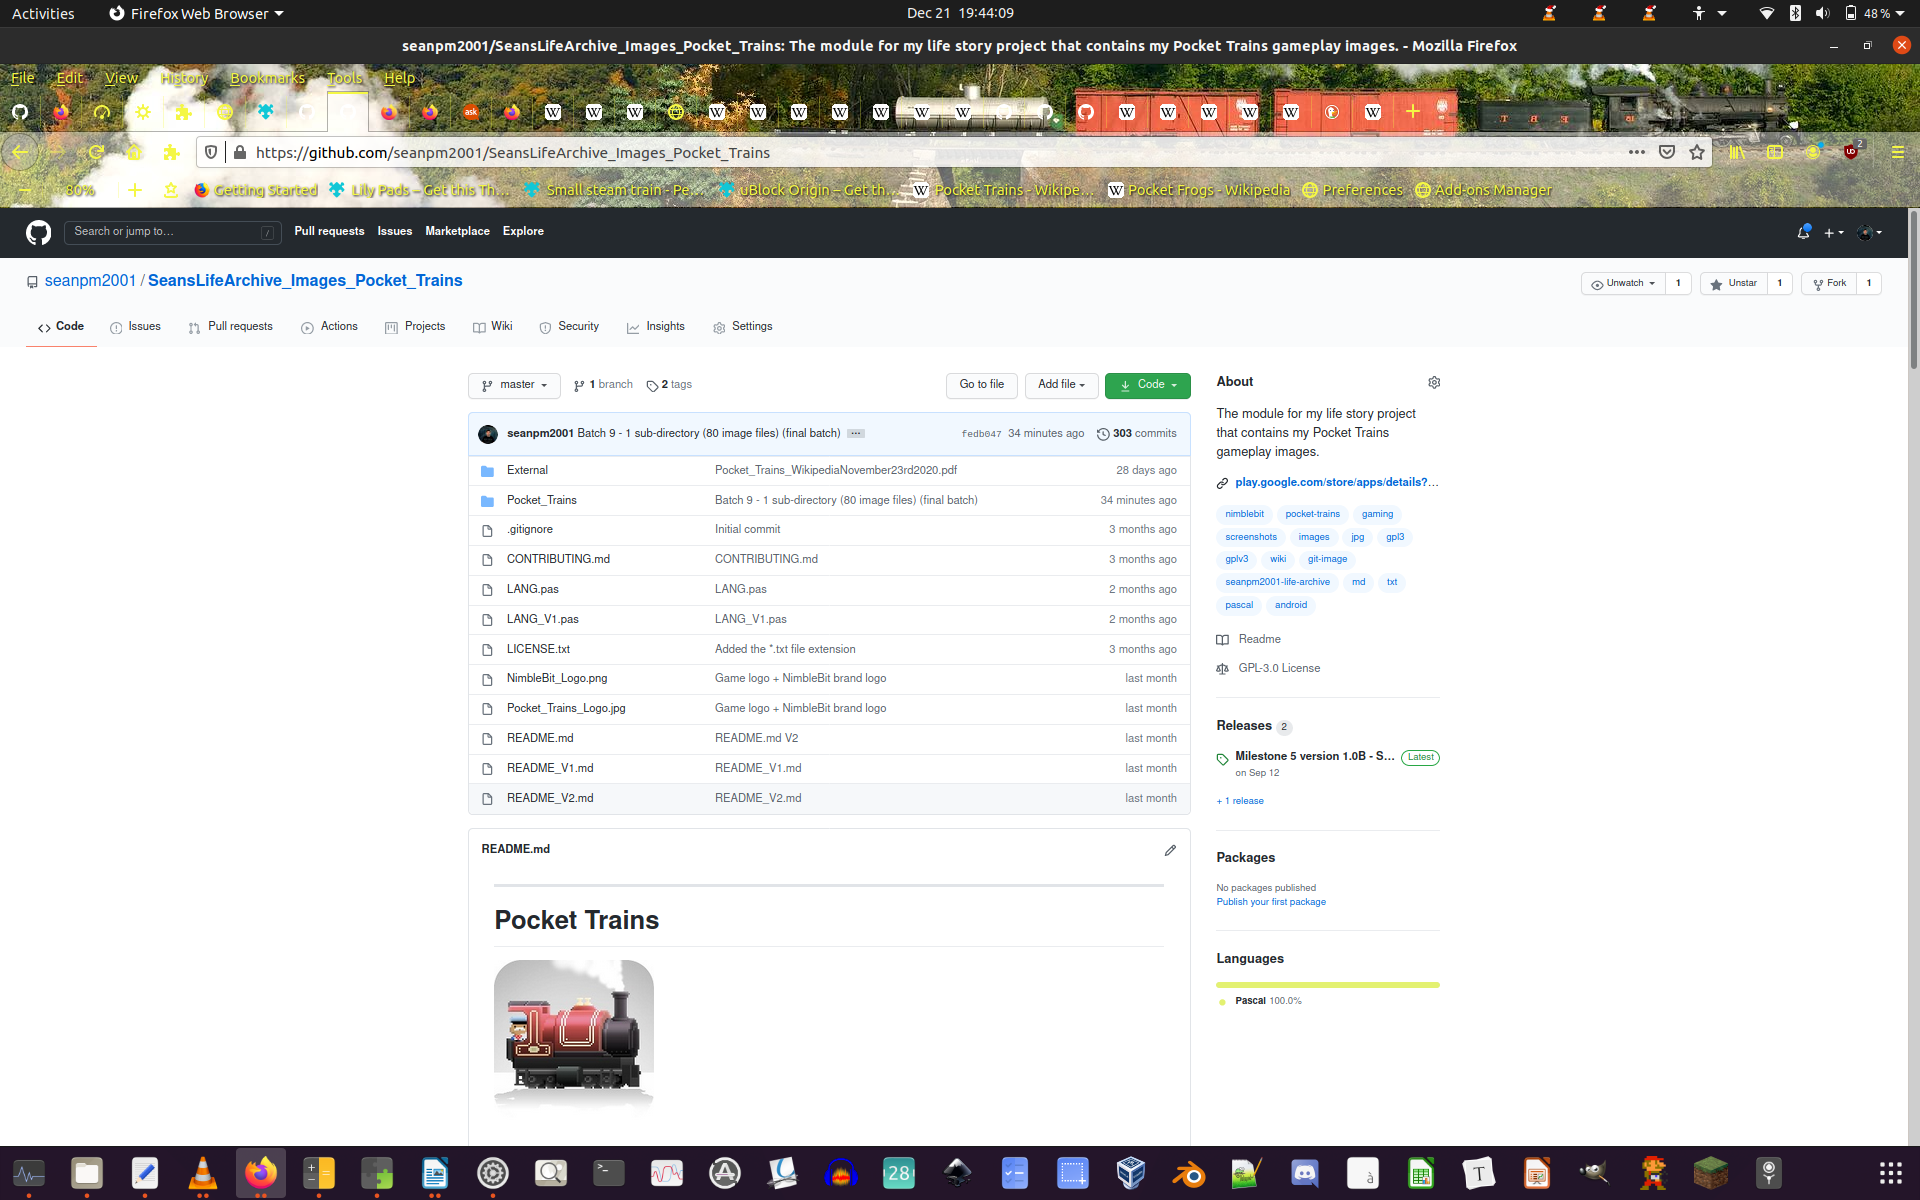 Activities
Firefox Web Browser
Dec 21 19:44:09
48 %
seanpm2001/SeansLifeArchive_Images_Pocket_Trains: The module for my life story project that contains my Pocket Trains gameplay images. - Mozilla Firefox
File Edit View History Bookmarks Tools Help
https://github.com/seanpm2001/SeansLifeArchive_Images_Pocket_Trains
2
80%
Getting Started
Lily Pads – Get this Th…
Small steam train - Pe…
uBlock Origin – Get th…
Pocket Trains - Wikipe…
Pocket Frogs - Wikipedia
Preferences
Add-ons Manager
Search or jump to…
/
Pull requests Issues Marketplace Explore
seanpm2001 / SeansLifeArchive_Images_Pocket_Trains
Unwatch 1
Unstar 1
Fork 1
Code Issues Pull requests Actions Projects Wiki Security Insights Settings
master
1 branch
2 tags
Go to file
Add file
Code
seanpm2001 Batch 9 - 1 sub-directory (80 image files) (final batch) …
fedb047 34 minutes ago
303 commits
External Pocket_Trains_WikipediaNovember23rd2020.pdf 28 days ago
Pocket_Trains Batch 9 - 1 sub-directory (80 image files) (final batch) 34 minutes ago
.gitignore Initial commit 3 months ago
CONTRIBUTING.md CONTRIBUTING.md 3 months ago
LANG.pas LANG.pas 2 months ago
LANG_V1.pas LANG_V1.pas 2 months ago
LICENSE.txt Added the *.txt file extension 3 months ago
NimbleBit_Logo.png Game logo + NimbleBit brand logo last month
Pocket_Trains_Logo.jpg Game logo + NimbleBit brand logo last month
README.md README.md V2 last month
README_V1.md README_V1.md last month
README_V2.md README_V2.md last month
README.md
Pocket Trains
About
The module for my life story project
that contains my Pocket Trains
gameplay images.
play.google.com/store/apps/details?…
nimblebit pocket-trains gaming
screenshots images jpg gpl3
gplv3 wiki git-image
seanpm2001-life-archive md txt
pascal android
Readme
GPL-3.0 License
Releases 2
Milestone 5 version 1.0B - S… Latest
on Sep 12
+ 1 release
Packages
No packages published
Publish your first package
Languages
Pascal 100.0%
28